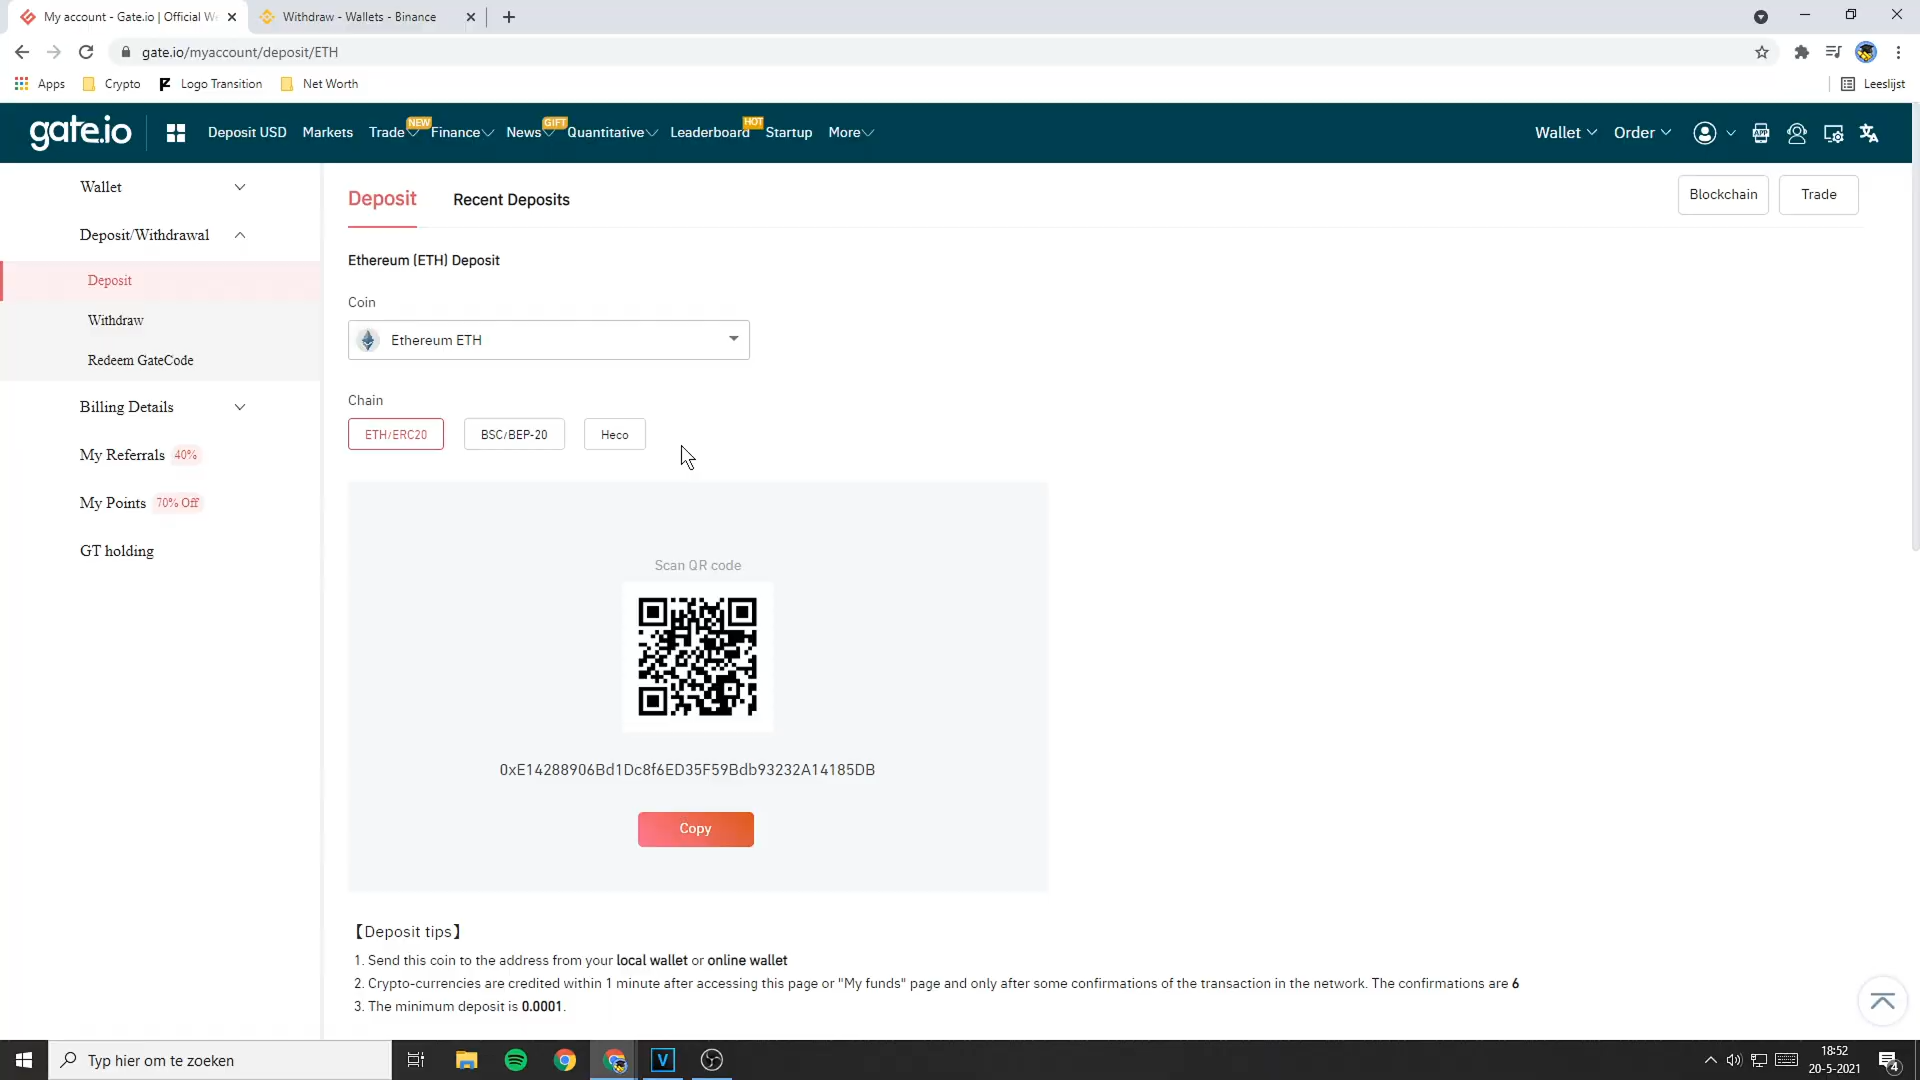 My account - Gate.io | Official We
Withdraw - Wallets - Binance
gate.io/myaccount/deposit/ETH
Apps
Crypto
Logo Transition
Net Worth
Leeslijst
gate.io
Deposit USD
Markets
Trade
NEW
Finance
News
GIFT
Quantitative
Leaderboard
HOT
Startup
More
Wallet
Order
APP
Wallet
Deposit/Withdrawal
Deposit
Withdraw
Redeem GateCode
Billing Details
My Referrals 40%
My Points 70% Off
GT holding
Deposit
Recent Deposits
Blockchain
Trade
Ethereum (ETH) Deposit
Coin
Ethereum ETH
Chain
ETH/ERC20
BSC/BEP-20
Heco
Scan QR code
0xE14288906Bd1Dc8f6ED35F59Bdb93232A14185DB
Copy
【Deposit tips】
1. Send this coin to the address from your local wallet or online wallet
2. Crypto-currencies are credited within 1 minute after accessing this page or "My funds" page and only after some confirmations of the transaction in the network. The confirmations are 6
3. The minimum deposit is 0.0001.
Typ hier om te zoeken
V
18:52
20-5-2021
4